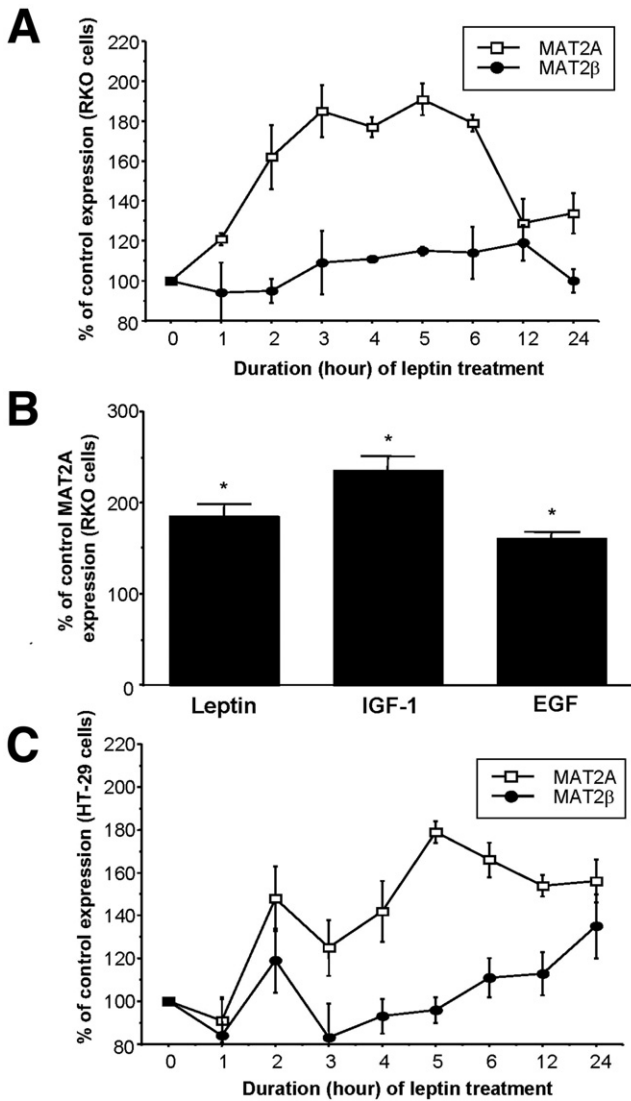 A
% of control expression (RKO cells)
220
200
180
160
140
120
100
80
MAT2A
MAT2β
0 1 2 3 4 5 6 12 24
Duration (hour) of leptin treatment
B
% of control MAT2A
expression (RKO cells)
300
200
100
0
* * *
Leptin IGF-1 EGF
C
% of control expression (HT-29 cells)
220
200
180
160
140
120
100
80
MAT2A
MAT2β
0 1 2 3 4 5 6 12 24
Duration (hour) of leptin treatment